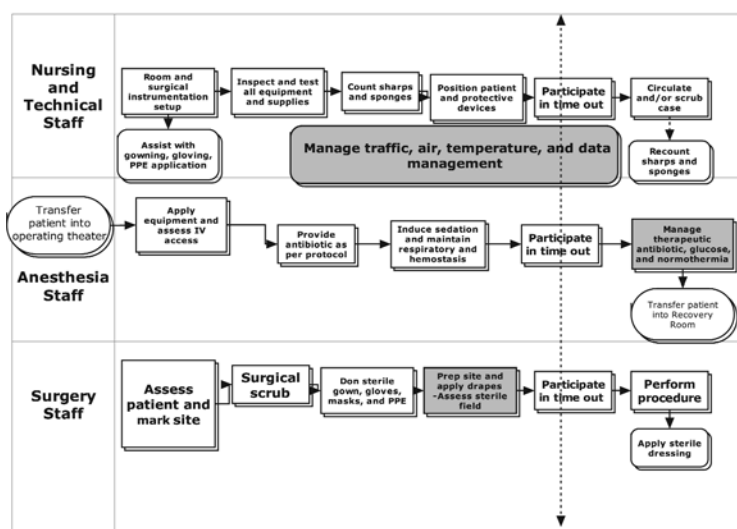 Nursing
and
Technical
Staff
Room and
surgical
instrumentation
setup
Inspect and test
all equipment
and supplies
Count sharps
and sponges
Position patient
and protective
devices
Participate
in time out
Circulate
and/or scrub
case
Assist with
gowning, gloving,
PPE application
Manage traffic, air, temperature, and data
management
Recount
sharps and
sponges
Transfer
patient into
operating theater
Anesthesia
Staff
Apply
equipment and
assess IV
access
Provide
antibiotic as
per protocol
Induce sedation
and maintain
respiratory and
hemostasis
Participate
in time out
Manage
therapeutic
antibiotic, glucose,
and normothermia
Transfer patient
into Recovery
Room
Surgery
Staff
Assess
patient and
mark site
Surgical
scrub
Don sterile
gown, gloves,
masks, and PPE
Prep site and
apply drapes
-Assess sterile
field
Participate
in time out
Perform
procedure
Apply sterile
dressing